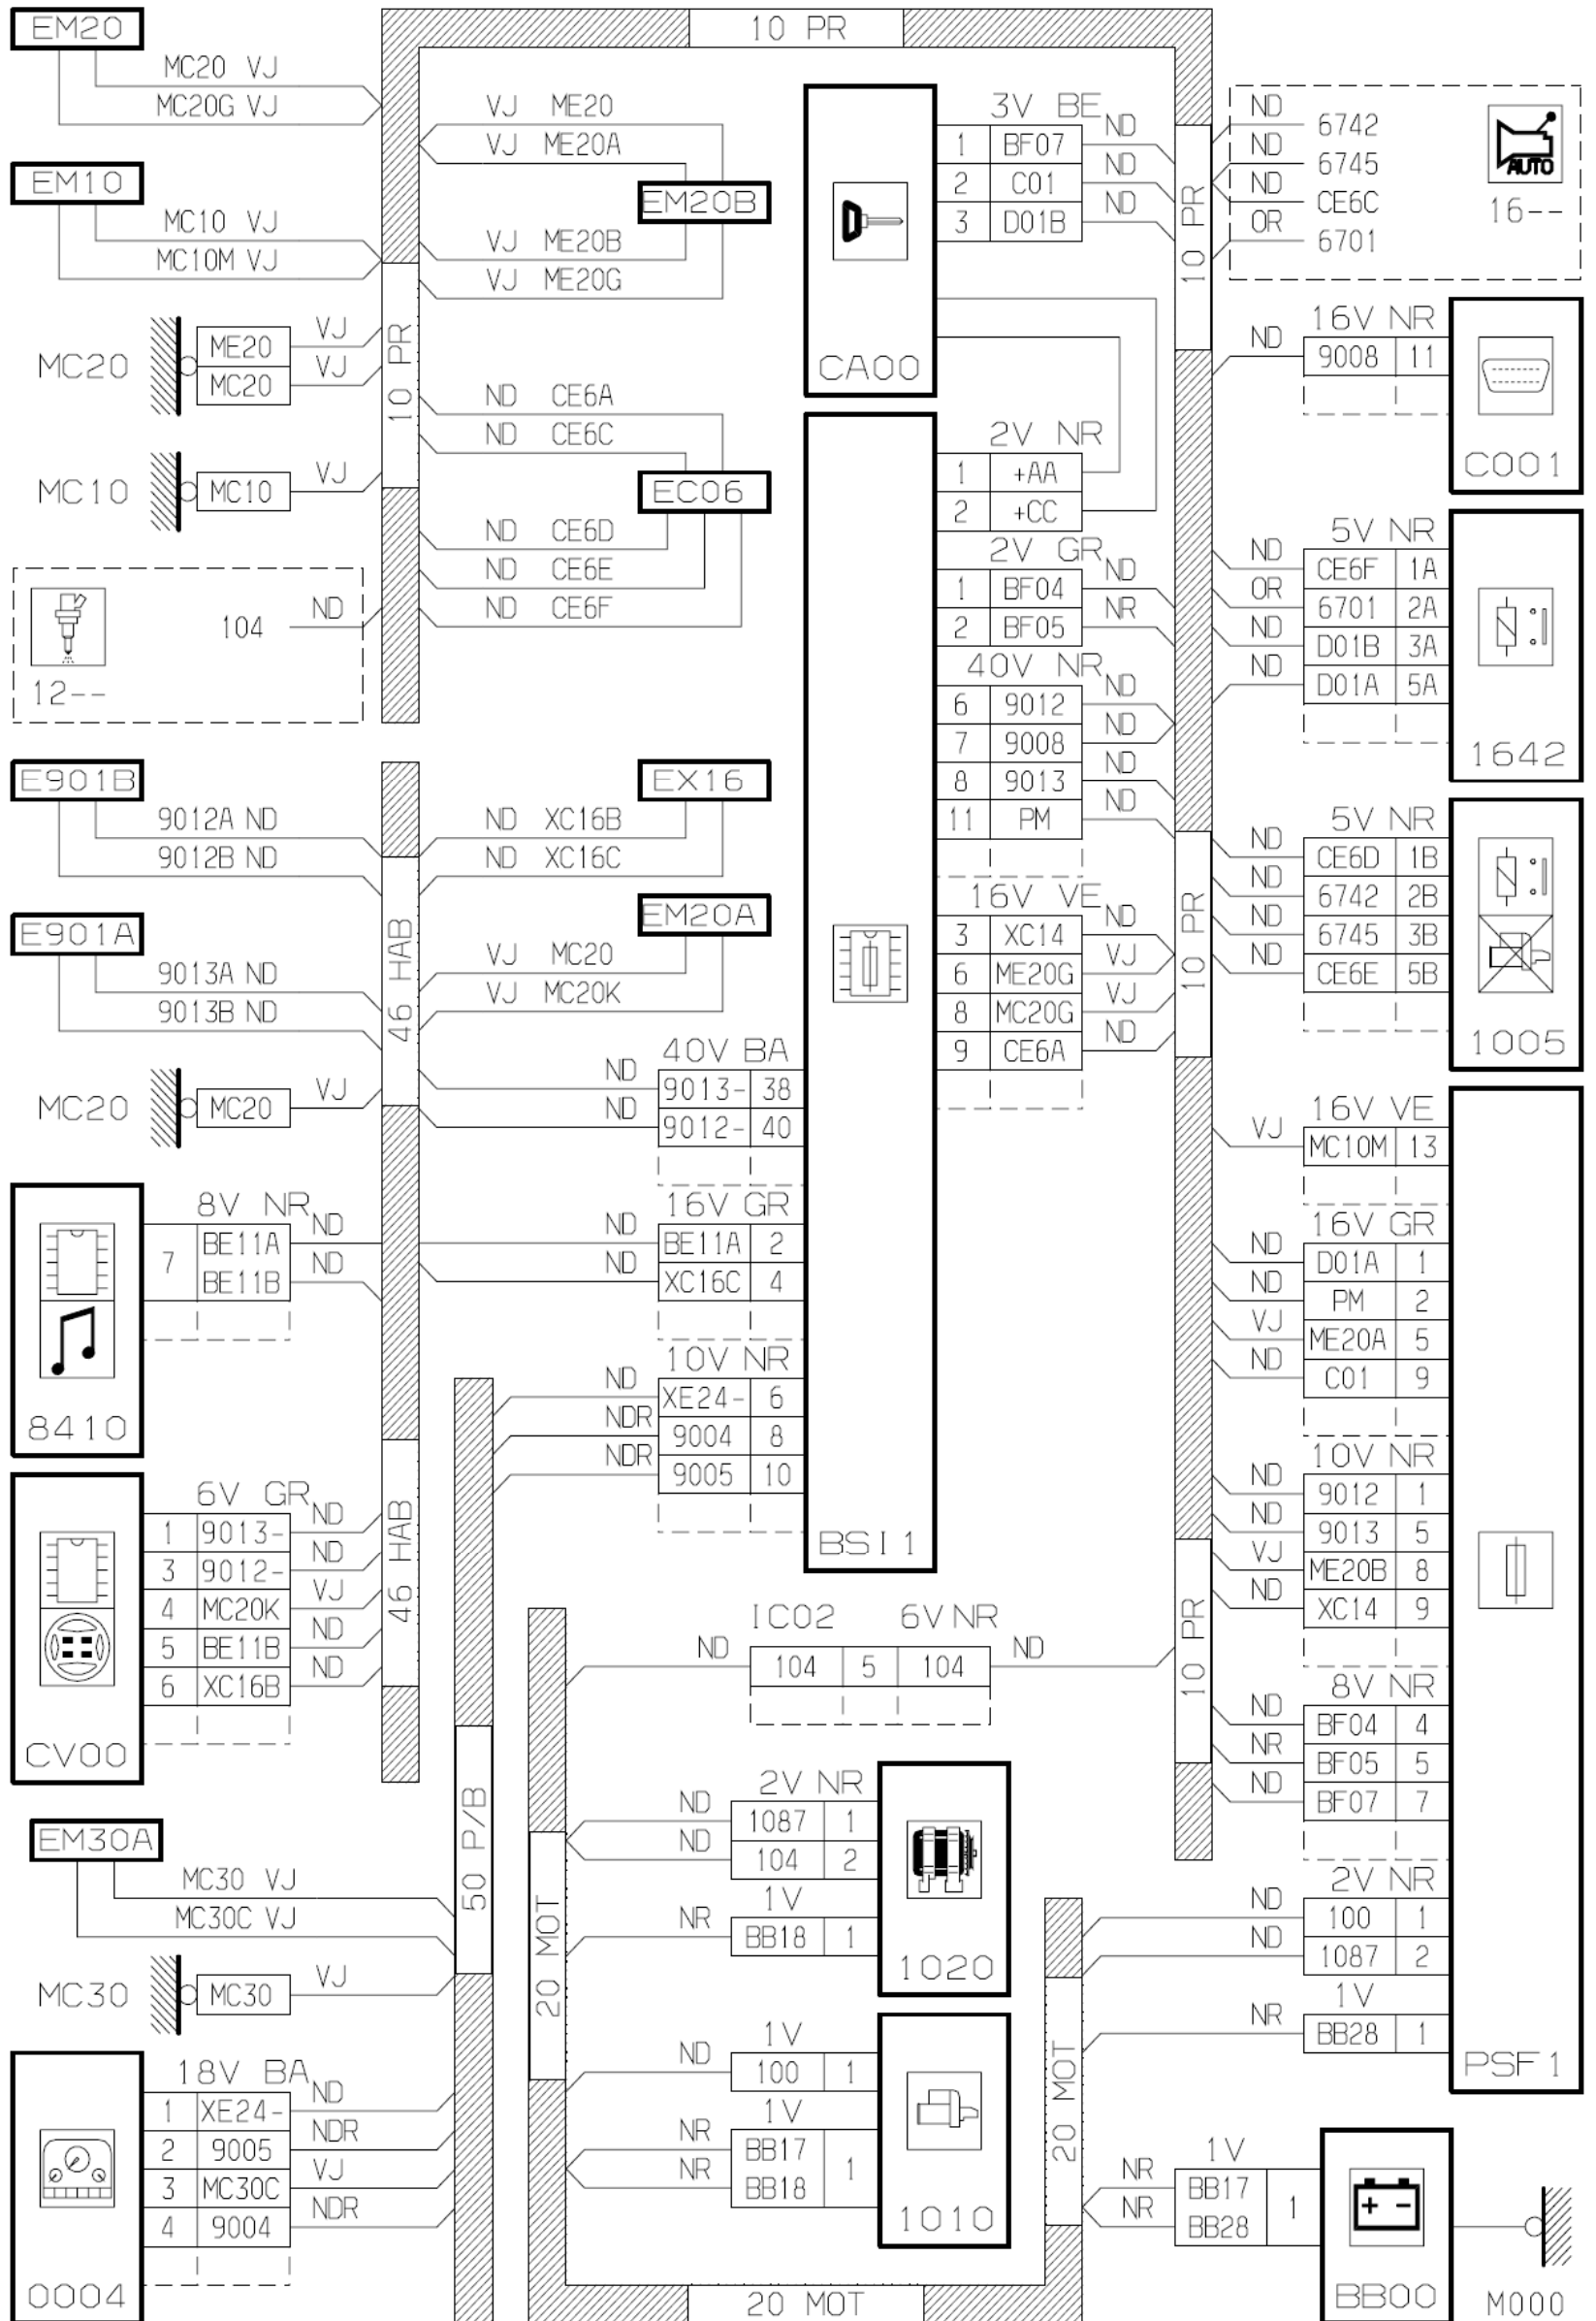 EM20
MC20 VJ
MC20G VJ
EM10
MC10 VJ
MC10M VJ
MC20
ME20 VJ
MC20 VJ
MC10
MC10 VJ
104 ND
12--
10 PR
10 PR
VJ ME20
VJ ME20A
EM20B
VJ ME20B
VJ ME20G
ND CE6A
ND CE6C
EC06
ND CE6D
ND CE6E
ND CE6F
CA00
3V BE
1 BF07 ND
2 C01 ND
3 D01B ND
10 PR
ND 6742
ND 6745
ND CE6C
OR 6701
AUTO
16--
16V NR
ND 9008 11
C001
2V NR
1 +AA
2 +CC
2V GR
1 BF04 ND
2 BF05 NR
40V NR
6 9012 ND
7 9008 ND
8 9013 ND
11 PM ND
16V VE
3 XC14 ND
6 ME20G VJ
8 MC20G VJ
9 CE6A ND
5V NR
ND CE6F 1A
OR 6701 2A
ND D01B 3A
ND D01A 5A
1642
10 PR
5V NR
ND CE6D 1B
ND 6742 2B
ND 6745 3B
ND CE6E 5B
1005
E901B
9012A ND
9012B ND
E901A
9013A ND
9013B ND
MC20
MC20 VJ
46 HAB
EX16
ND XC16B
ND XC16C
EM20A
VJ MC20
VJ MC20K
40V BA
ND 9013- 38
ND 9012- 40
16V GR
ND BE11A 2
ND XC16C 4
10V NR
ND XE24- 6
NDR 9004 8
NDR 9005 10
BSI1
8V NR
7 BE11A ND
BE11B ND
8410
6V GR
1 9013- ND
3 9012- ND
4 MC20K VJ
5 BE11B ND
6 XC16B ND
CV00
46 HAB
16V VE
VJ MC10M 13
16V GR
ND D01A 1
ND PM 2
VJ ME20A 5
ND C01 9
10V NR
ND 9012 1
ND 9013 5
VJ ME20B 8
ND XC14 9
8V NR
ND BF04 4
NR BF05 5
ND BF07 7
2V NR
ND 100 1
ND 1087 2
1V
NR BB28 1
PSF1
10 PR
IC02 6V NR
ND 104 5 104 ND
EM30A
MC30 VJ
MC30C VJ
MC30
MC30 VJ
50 P/B
18V BA
1 XE24- ND
2 9005 NDR
3 MC30C VJ
4 9004 NDR
0004
20 MOT
2V NR
ND 1087 1
ND 104 2
1V
NR BB18 1
1020
1V
ND 100 1
1V
NR BB17 1
NR BB18
1010
20 MOT
20 MOT
1V
NR BB17 1
NR BB28
+ -
BB00
M000